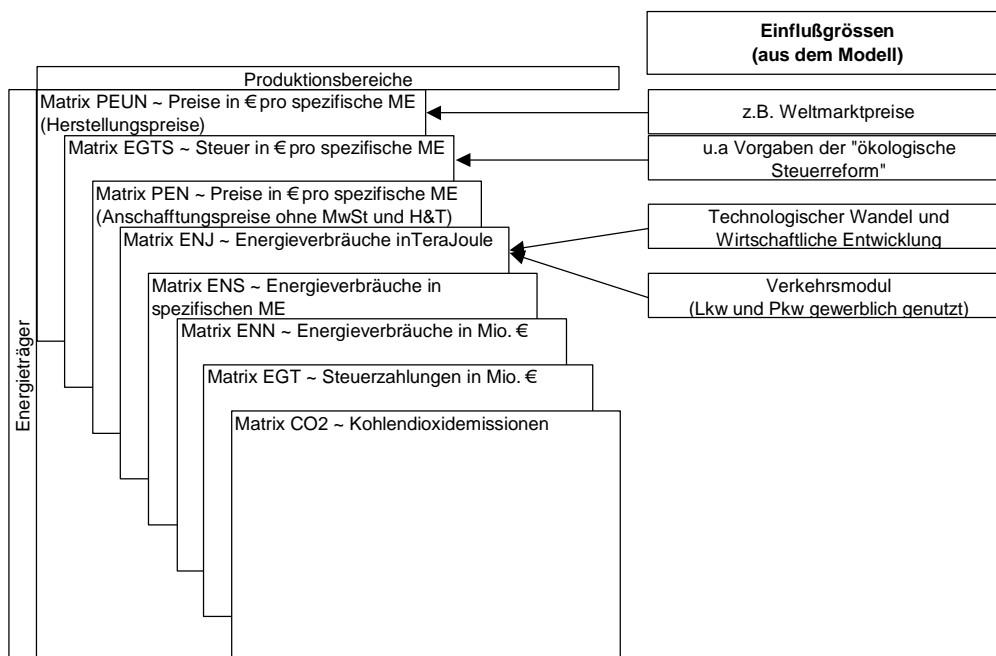 Einflußgrössen
(aus dem Modell)
Produktionsbereiche
Energieträger
Matrix PEUN ~ Preise in € pro spezifische ME
(Herstellungspreise)
z.B. Weltmarktpreise
Matrix EGTS ~ Steuer in € pro spezifische ME
u.a Vorgaben der "ökologische
Steuerreform"
Matrix PEN ~ Preise in € pro spezifische ME
(Anschafftungspreise ohne MwSt und H&T)
Matrix ENJ ~ Energieverbräuche inTeraJoule
Technologischer Wandel und
Wirtschaftliche Entwicklung
Matrix ENS ~ Energieverbräuche in
spezifischen ME
Verkehrsmodul
(Lkw und Pkw gewerblich genutzt)
Matrix ENN ~ Energieverbräuche in Mio. €
Matrix EGT ~ Steuerzahlungen in Mio. €
Matrix CO2 ~ Kohlendioxidemissionen